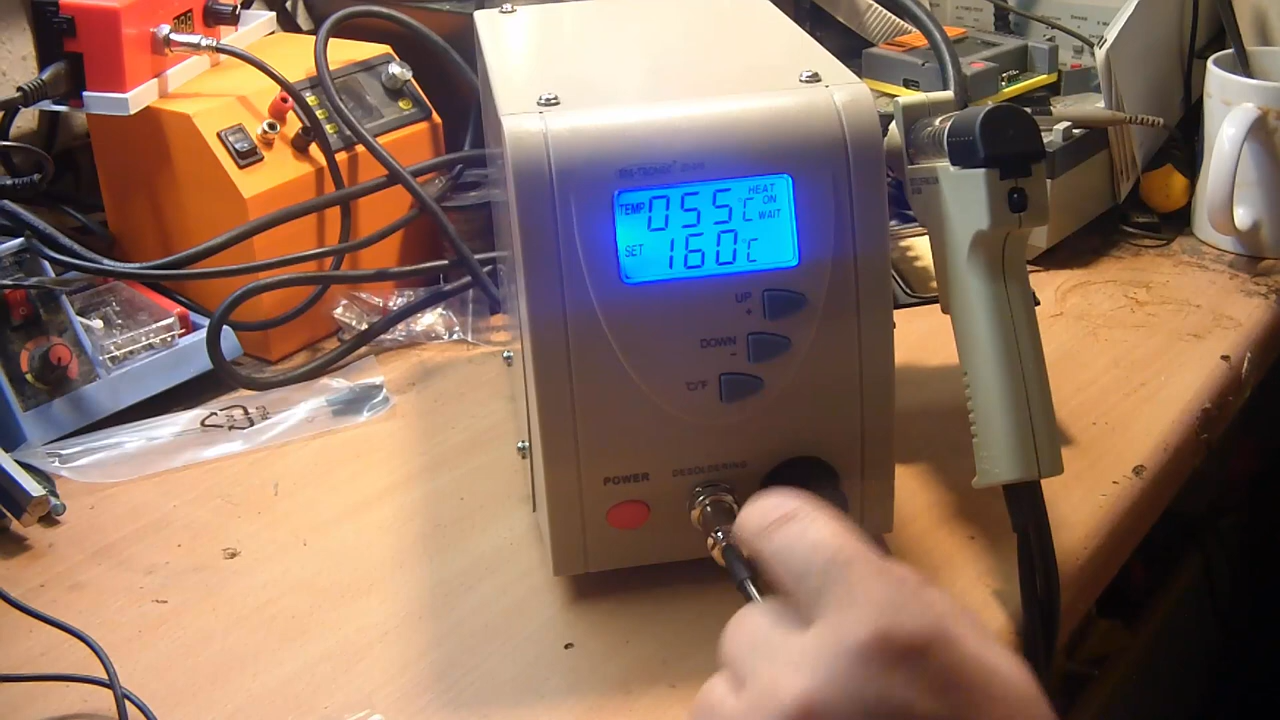 TEMP 055°C HEAT ON WAIT
SET 160°C
UP
+
DOWN
-
°C/F
POWER
DESOLDERING